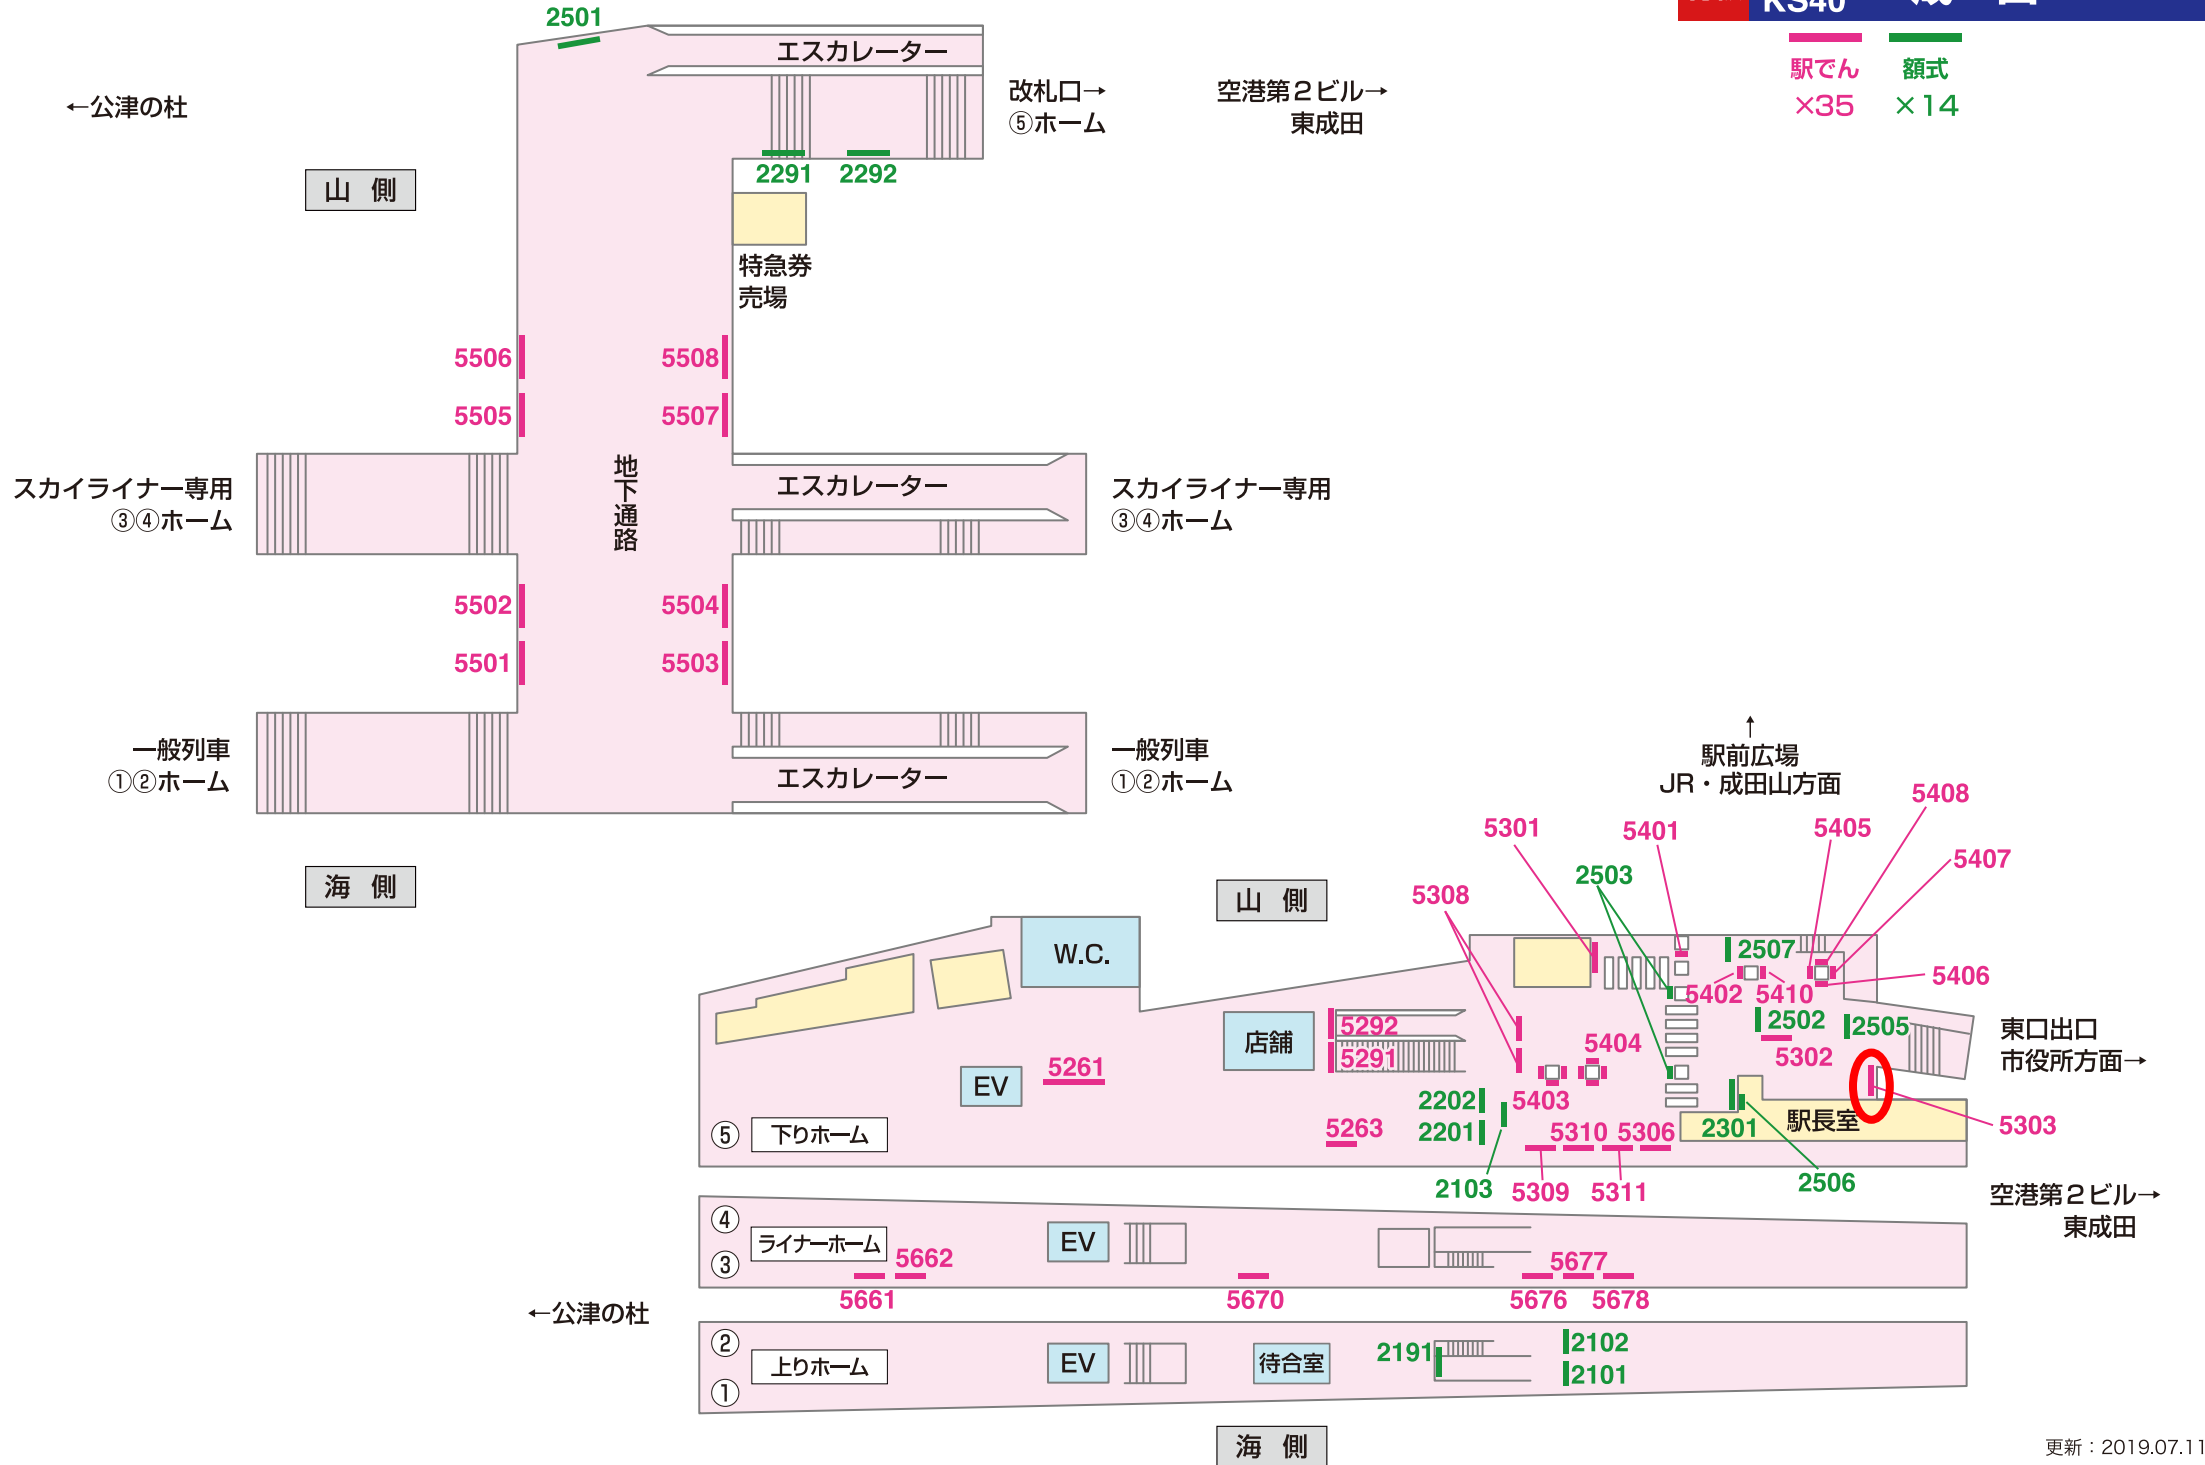 KS40
成 田
駅でん 額式
×35 ×14
2501
エスカレーター
←公津の杜
改札口→
⑤ホーム
空港第2ビル→
東成田
2291 2292
山 側
特急券
売場
5506 5508
5505 5507
地下通路
スカイライナー専用
③④ホーム
エスカレーター
スカイライナー専用
③④ホーム
5502 5504
5501 5503
一般列車
①②ホーム
エスカレーター
一般列車
①②ホーム
海 側
↑
駅前広場
JR・成田山方面
5408
5301 5401 5405
5407
2503
5308
山 側
W.C.
2507
5406
5402 5410
店舗
5292
5291
5404
2502 2505
5302
東口出口
市役所方面→
5261
EV
2202 5403
2201
5263
5310 5306
2301
駅長室
5303
⑤ 下りホーム
2103 5309 5311
2506
空港第2ビル→
東成田
④
③
ライナーホーム
5662
EV
5677
5661 5670 5676 5678
←公津の杜
②
①
上りホーム
EV
待合室
2191
2102
2101
海 側
更新：2019.07.11